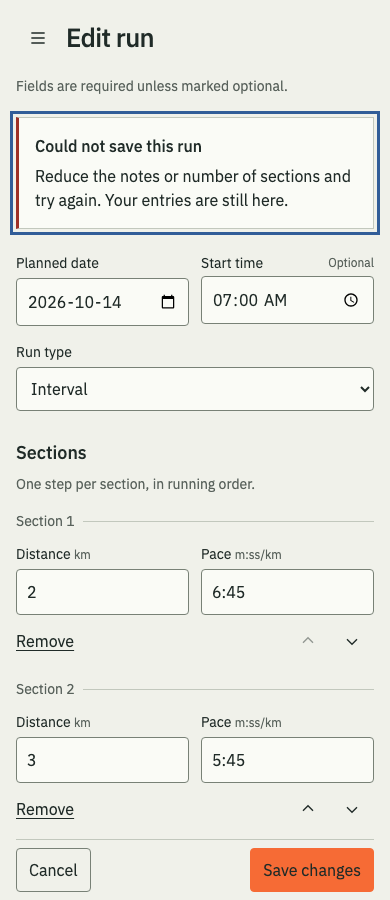 Edit run
Fields are required unless marked optional.
Could not save this run
Reduce the notes or number of sections and
try again. Your entries are still here.
Planned date
Start time Optional
2026-10-14
07:00 AM
Run type
Interval
Sections
One step per section, in running order.
Section 1
Distance km
Pace m:ss/km
2
6:45
Remove
Section 2
Distance km
Pace m:ss/km
3
5:45
Remove
Cancel
Save changes